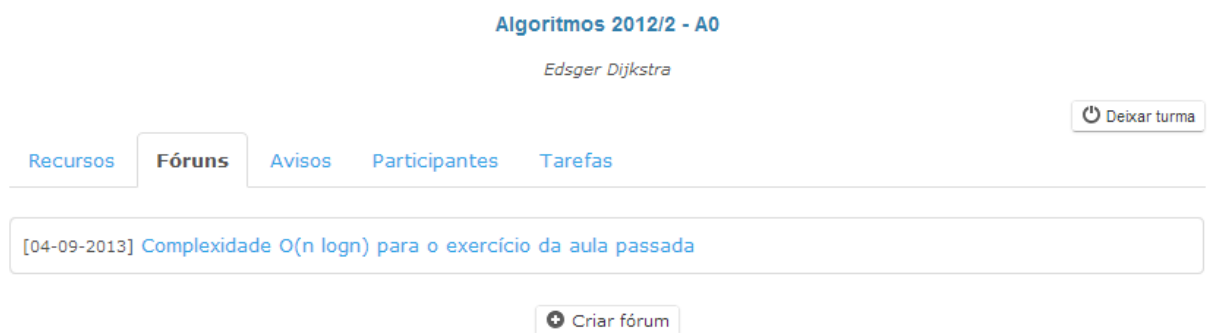 Algoritmos 2012/2 - A0
Edsger Dijkstra
Deixar turma
Recursos Fóruns Avisos Participantes Tarefas
[04-09-2013] Complexidade O(n logn) para o exercício da aula passada
Criar fórum